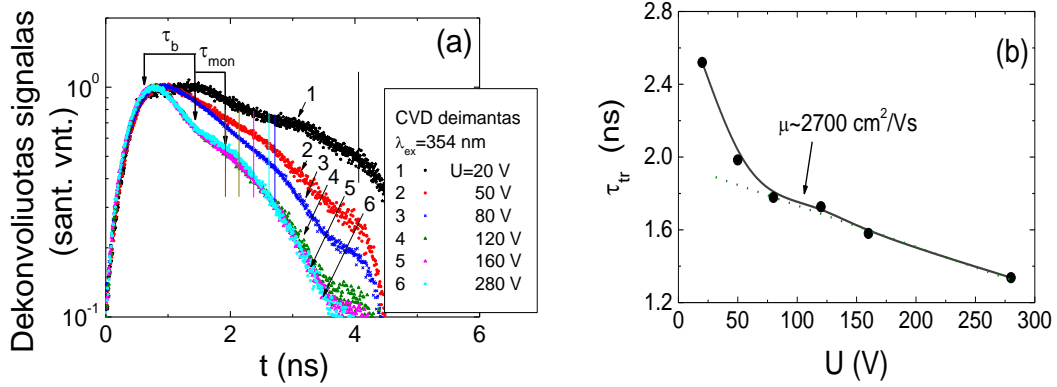 Dekonvoliuotas signalas
(sant. vnt.)
10⁰
10⁻¹
τb
τmon
(a)
1
2
3
4
5
6
CVD deimantas
λex=354 nm
1 U=20 V
2 50 V
3 80 V
4 120 V
5 160 V
6 280 V
0 2 4 6
t (ns)
τtr (ns)
2.8
2.4
2.0
1.6
1.2
(b)
μ~2700 cm²/Vs
0 50 100 150 200 250 300
U (V)